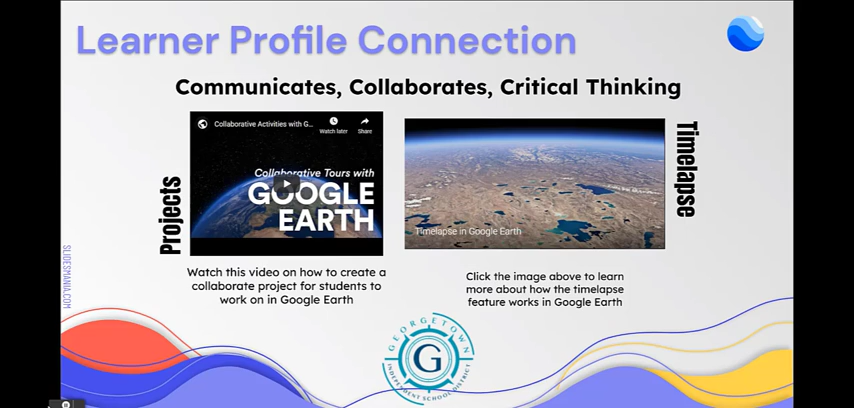 Learner Profile Connection
Communicates, Collaborates, Critical Thinking
Projects
Collaborative Activities with G...
Watch later
Share
Collaborative Tours with
GOOGLE
EARTH
Timelapse in Google Earth
Timelapse
Watch this video on how to create a
collaborate project for students to
work on in Google Earth
Click the image above to learn
more about how the timelapse
feature works in Google Earth
SLIDESMANIA.COM
GEORGETOWN
G
INDEPENDENT SCHOOL DISTRICT